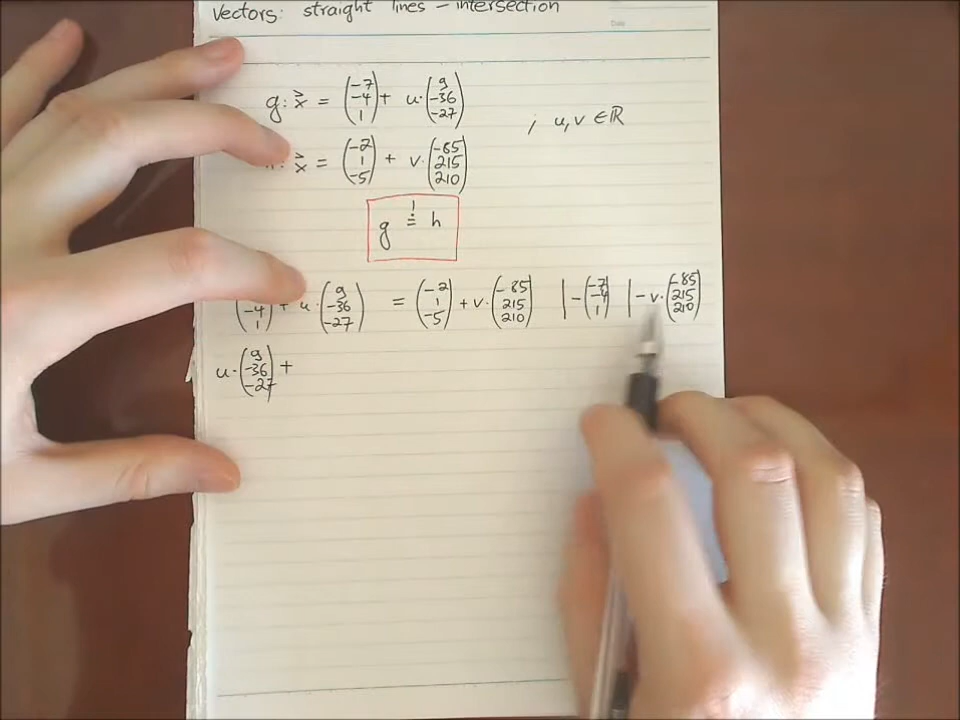 Vectors: straight lines - intersection
Date
g: x⃗ = (-7 -4 1) + u· (9 -36 -27)
; u, v ∈ ℝ
: x⃗ = (-2 1 -5) + v· (-85 215 210)
g =! h
-4 1) + u· (9 -36 -27) = (-2 1 -5) + v· (-85 215 210) | - (-7 -4 1) | - v· (-85 215 210)
u· (9 -36 -27) +